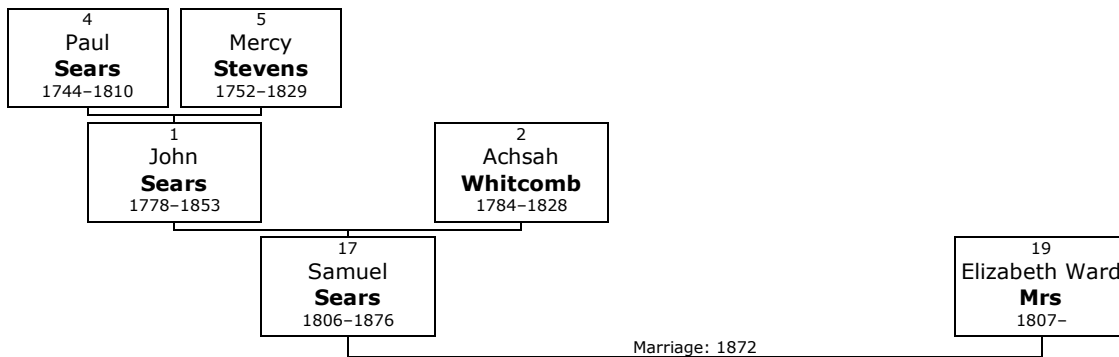 4
Paul
Sears
1744–1810
5
Mercy
Stevens
1752–1829
1
John
Sears
1778–1853
2
Achsah
Whitcomb
1784–1828
17
Samuel
Sears
1806–1876
19
Elizabeth Ward
Mrs
1807–
Marriage: 1872